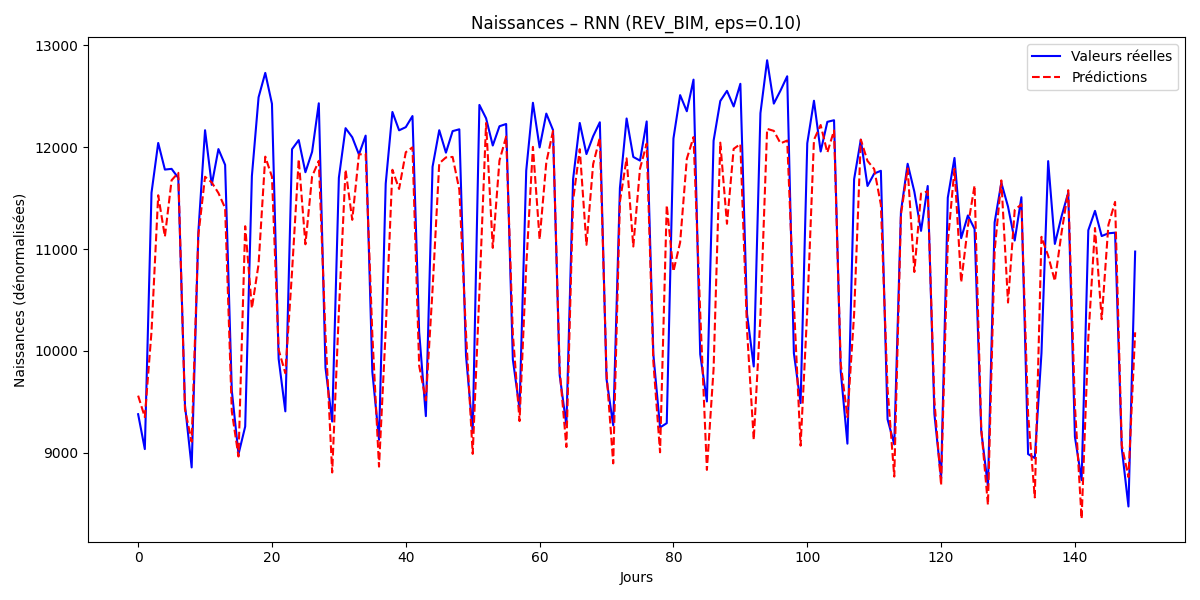 Naissances – RNN (REV_BIM, eps=0.10)
Valeurs réelles
Prédictions
Naissances (dénormalisées)
13000
12000
11000
10000
9000
0 20 40 60 80 100 120 140
Jours